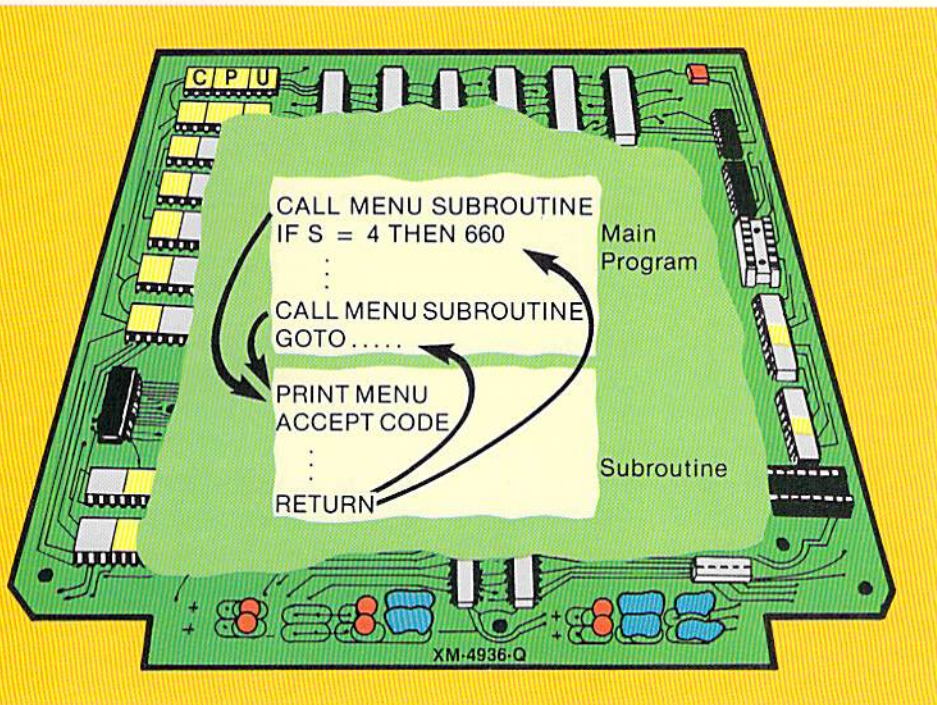 CPU
CALL MENU SUBROUTINE
IF S = 4 THEN 660
Main
Program
CALL MENU SUBROUTINE
GOTO.....
PRINT MENU
ACCEPT CODE
Subroutine
RETURN
XM-4936-Q